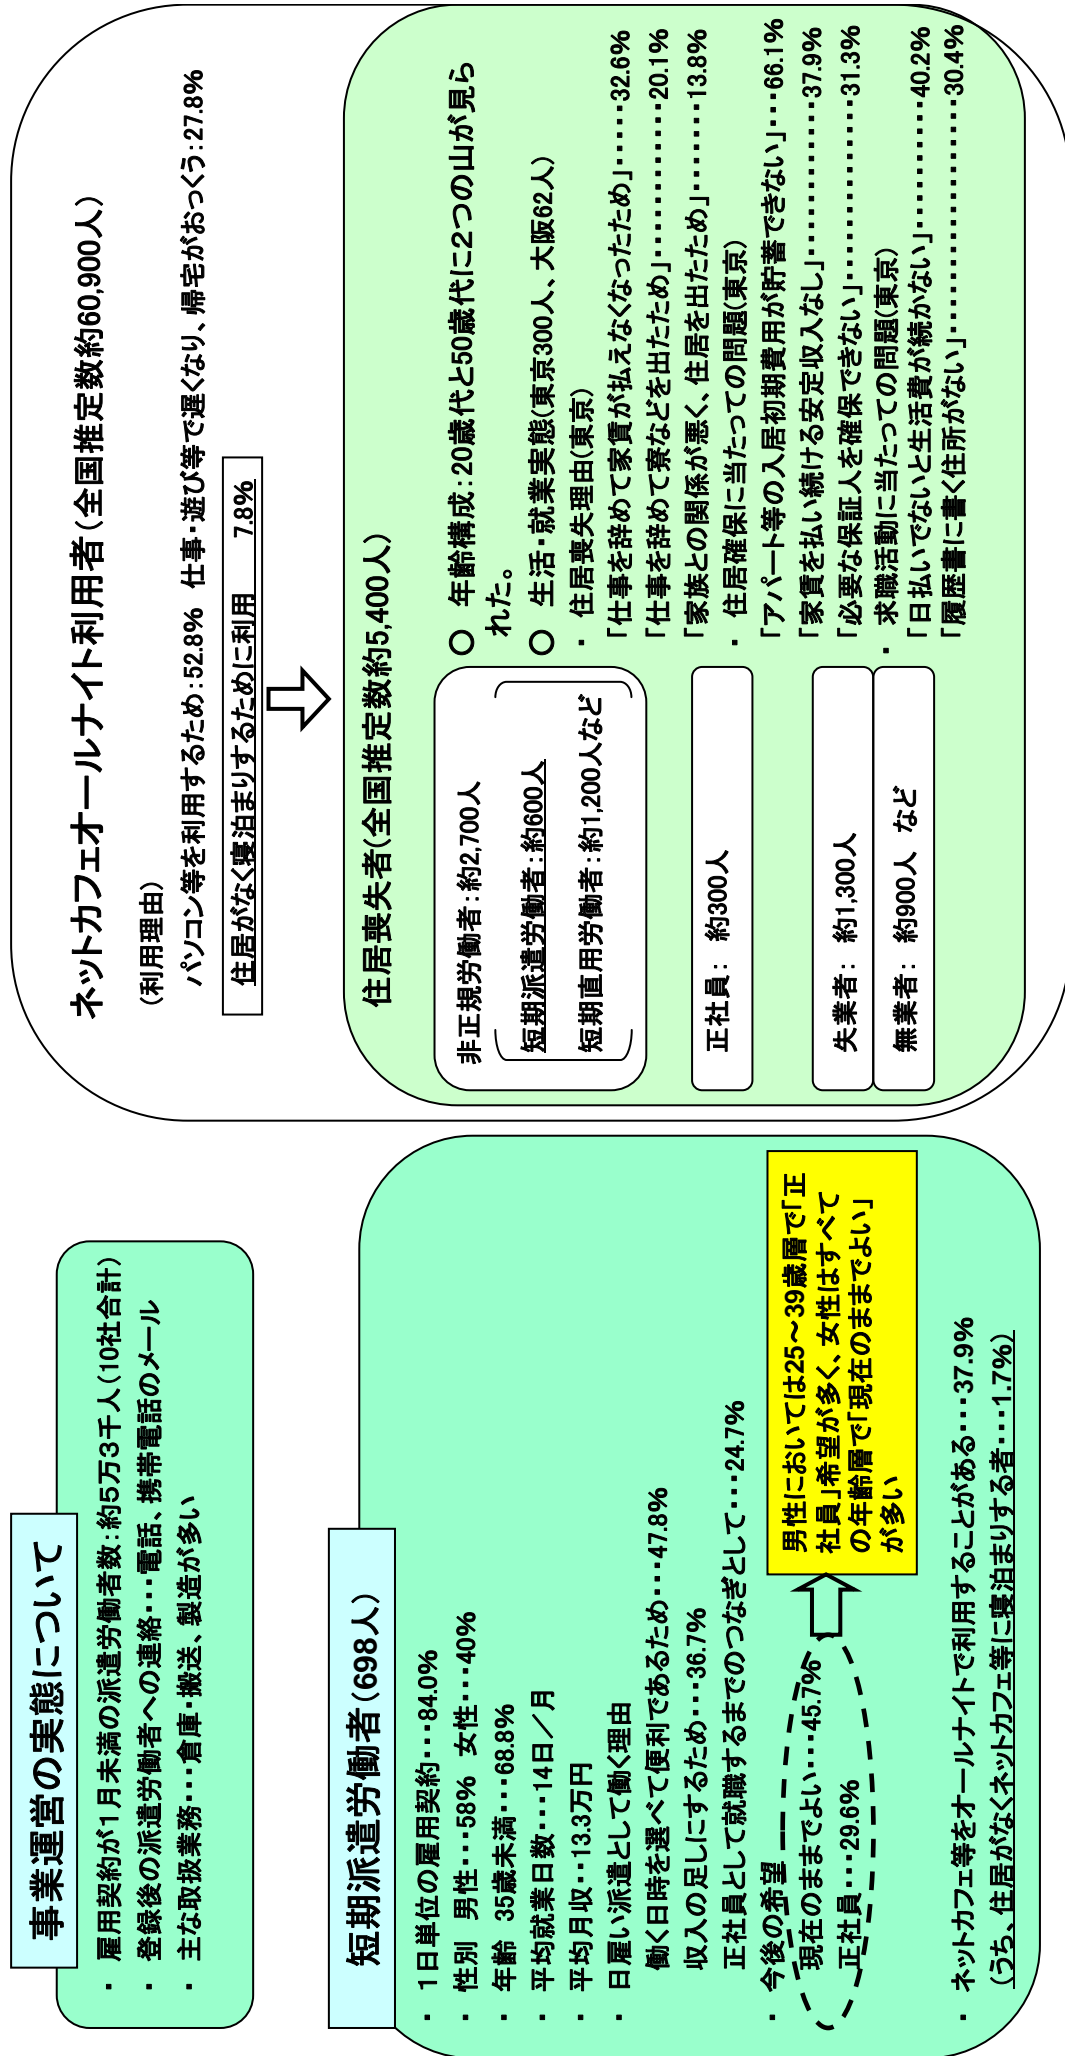 事業運営の実態について
・ 雇用契約が1月未満の派遣労働者数：約5万3千人（10社合計）
・ 登録後の派遣労働者への連絡・・・電話、携帯電話のメール
・ 主な取扱業務・・・倉庫・搬送、製造が多い
短期派遣労働者（698人）
・ 1日単位の雇用契約・・・84.0%
・ 性別　男性・・・58%　女性・・・40%
・ 年齢　35歳未満・・・68.8%
・ 平均就業日数・・・14日／月
・ 平均月収・・13.3万円
・ 日雇い派遣として働く理由
働く日時を選べて便利であるため・・・47.8%
収入の足しにするため・・・36.7%
正社員として就職するまでのつなぎとして・・・24.7%
・ 今後の希望
現在のままでよい・・・45.7%
正社員・・・29.6%
男性においては25～39歳層で「正
社員」希望が多く、女性はすべて
の年齢層で「現在のままでよい」
が多い
・ ネットカフェ等をオールナイトで利用することがある・・・37.9%
（うち、住居がなくネットカフェ等に寝泊まりする者・・・1.7%）
ネットカフェオールナイト利用者（全国推定数約60,900人）
（利用理由）
パソコン等を利用するため：52.8%　仕事・遊び等で遅くなり、帰宅がおっくう：27.8%
住居がなく寝泊まりするために利用　　7.8%
住居喪失者（全国推定数約5,400人）
非正規労働者：約2,700人
短期派遣労働者：約600人
短期直用労働者：約1,200人など
正社員：　約300人
失業者：　約1,300人
無業者：　約900人　など
○ 年齢構成：20歳代と50歳代に2つの山が見ら
れた。
○ 生活・就業実態（東京300人、大阪62人）
・ 住居喪失理由（東京）
「仕事を辞めて家賃が払えなくなったため」・・・・・32.6%
「仕事を辞めて寮などを出たため」・・・・・・・・・・・・20.1%
「家族との関係が悪く、住居を出たため」・・・・・・・13.8%
・ 住居確保に当たっての問題（東京）
「アパート等の入居初期費用が貯蓄できない」・・・66.1%
「家賃を払い続ける安定収入なし」・・・・・・・・・・・・37.9%
「必要な保証人を確保できない」・・・・・・・・・・・・・・31.3%
・ 求職活動に当たっての問題（東京）
「日払いでないと生活費が続かない」・・・・・・・・・・40.2%
「履歴書に書く住所がない」・・・・・・・・・・・・・・・・・・30.4%